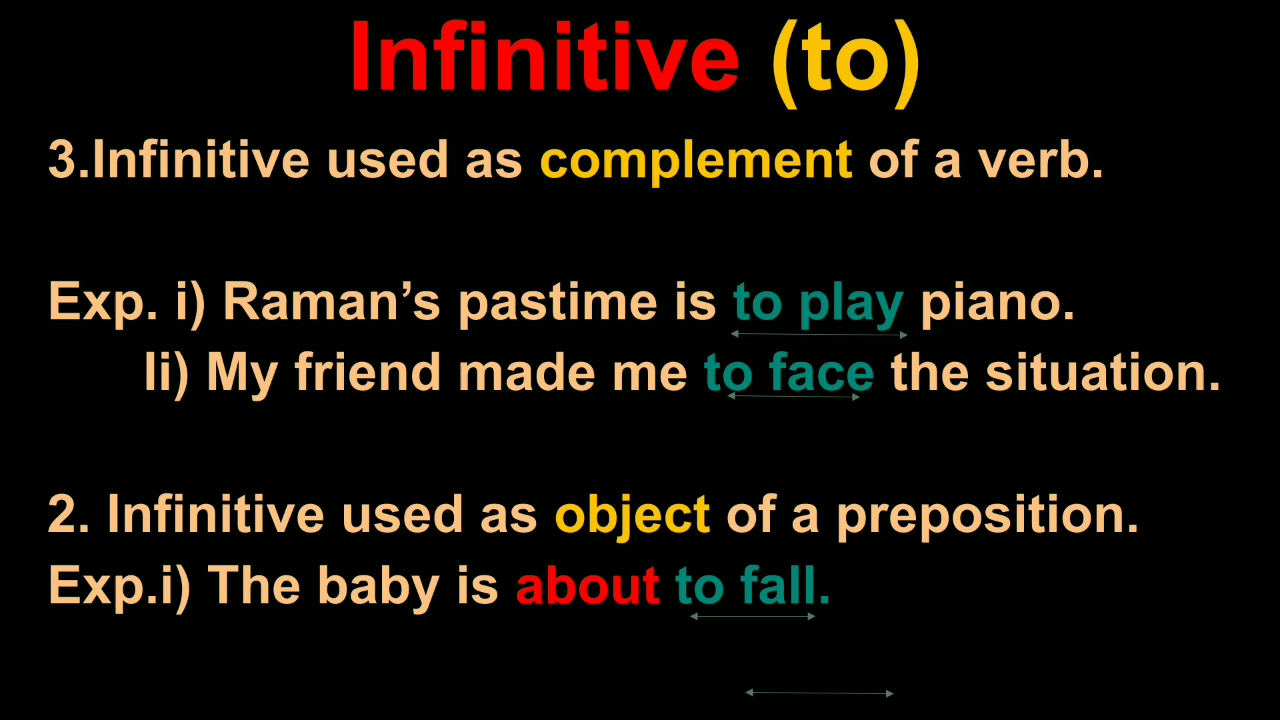 Infinitive (to)
3.Infinitive used as complement of a verb.
Exp. i) Raman’s pastime is to play piano.
Ii) My friend made me to face the situation.
2. Infinitive used as object of a preposition.
Exp.i) The baby is about to fall.